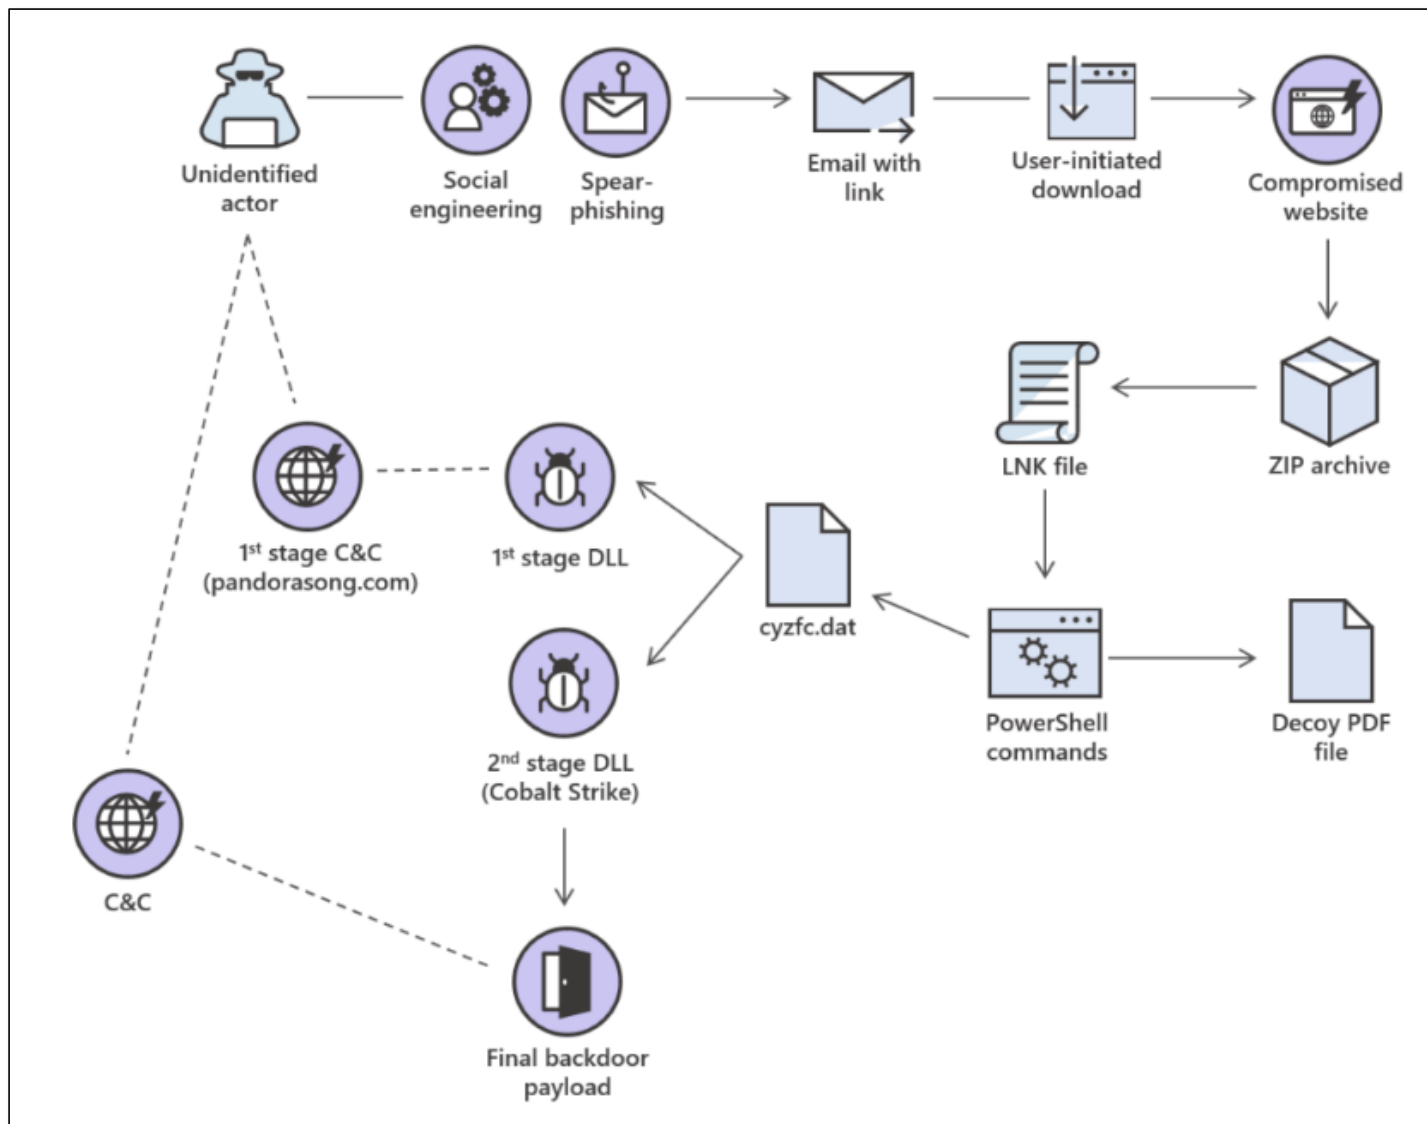 Unidentified
actor
Social
engineering
Spear-
phishing
Email with
link
User-initiated
download
Compromised
website
LNK file
ZIP archive
1st stage C&C
(pandorasong.com)
1st stage DLL
cyzfc.dat
PowerShell
commands
Decoy PDF
file
2nd stage DLL
(Cobalt Strike)
C&C
Final backdoor
payload